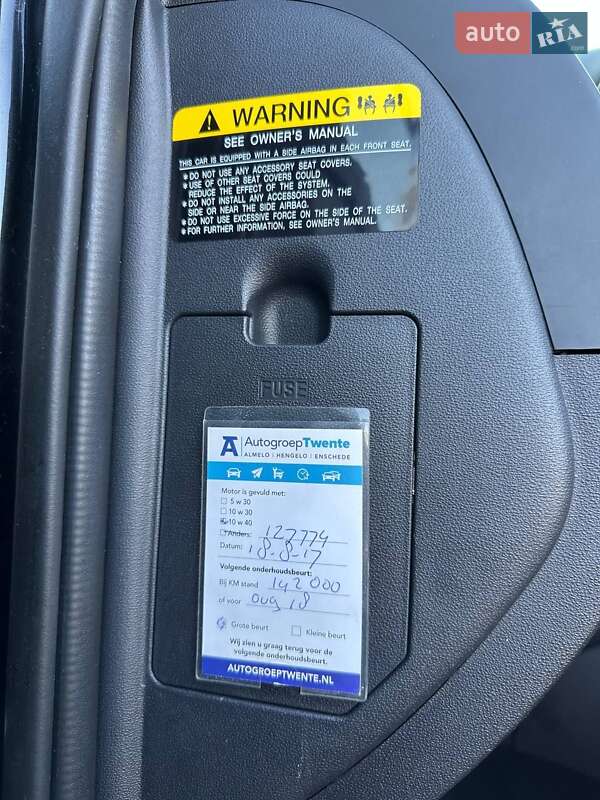 auto RIA.com
WARNING
SEE OWNER'S MANUAL
THIS CAR IS EQUIPPED WITH A SIDE AIRBAG IN EACH FRONT SEAT.
* DO NOT USE ANY ACCESSORY SEAT COVERS.
* USE OF OTHER SEAT COVERS COULD
REDUCE THE EFFECT OF THE SYSTEM.
* DO NOT INSTALL ANY ACCESSORIES ON THE
SIDE OR NEAR THE SIDE AIRBAG.
* DO NOT USE EXCESSIVE FORCE ON THE SIDE OF THE SEAT.
* FOR FURTHER INFORMATION, SEE OWNER'S MANUAL.
FUSE
A AutogroepTwente
ALMELO | HENGELO | ENSCHEDE
Motor is gevuld met:
5 w 30
10 w 30
10 w 40
Anders: 127774
Datum: 18-8-17
Volgende onderhoudsbeurt:
Bij KM stand 142000
of voor aug 18
Grote beurt Kleine beurt
Wij zien u graag terug voor de
volgende onderhoudsbeurt.
AUTOGROEPTWENTE.NL